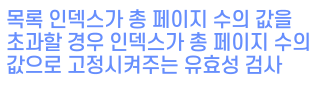 목록 인덱스가 총 페이지 수의 값을
초과할 경우 인덱스가 총 페이지 수의
값으로 고정시켜주는 유효성 검사